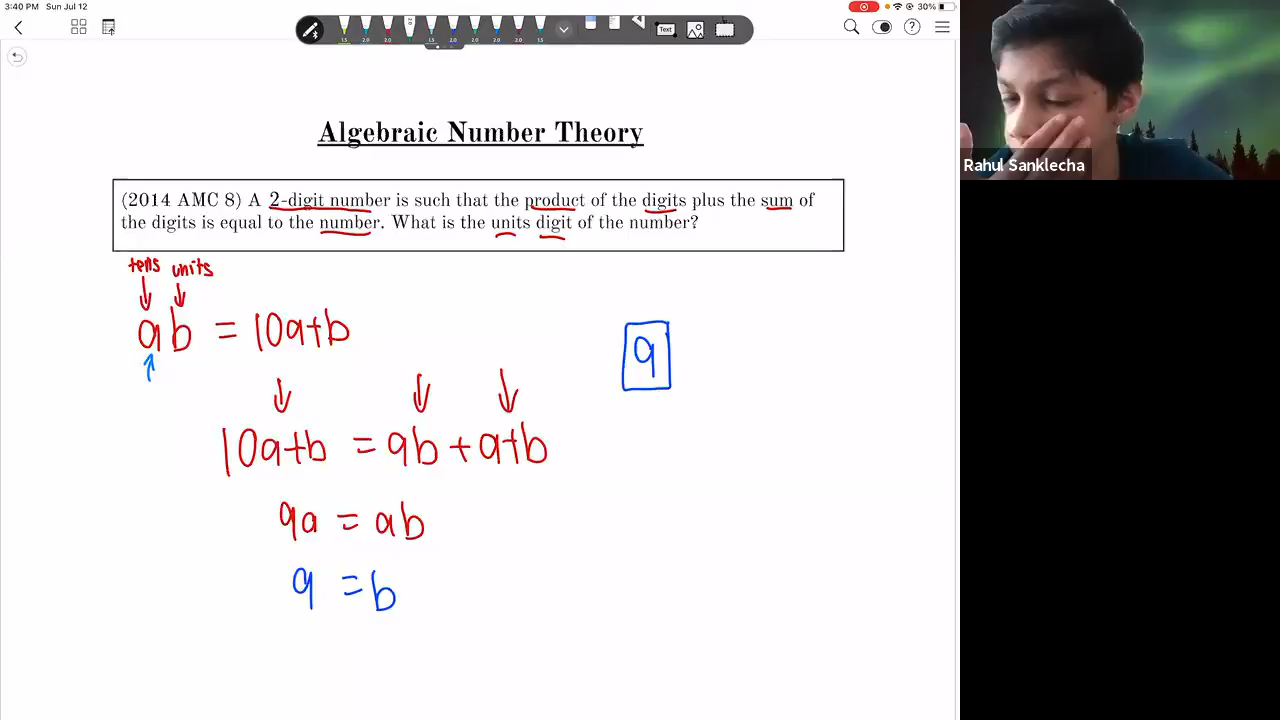 3:40 PM Sun Jul 12
30%
Text
Algebraic Number Theory
(2014 AMC 8) A 2-digit number is such that the product of the digits plus the sum of
the digits is equal to the number. What is the units digit of the number?
tens units
ab = 10a+b
9
10a+b = ab + a+b
9a = ab
9 = b
Rahul Sanklecha